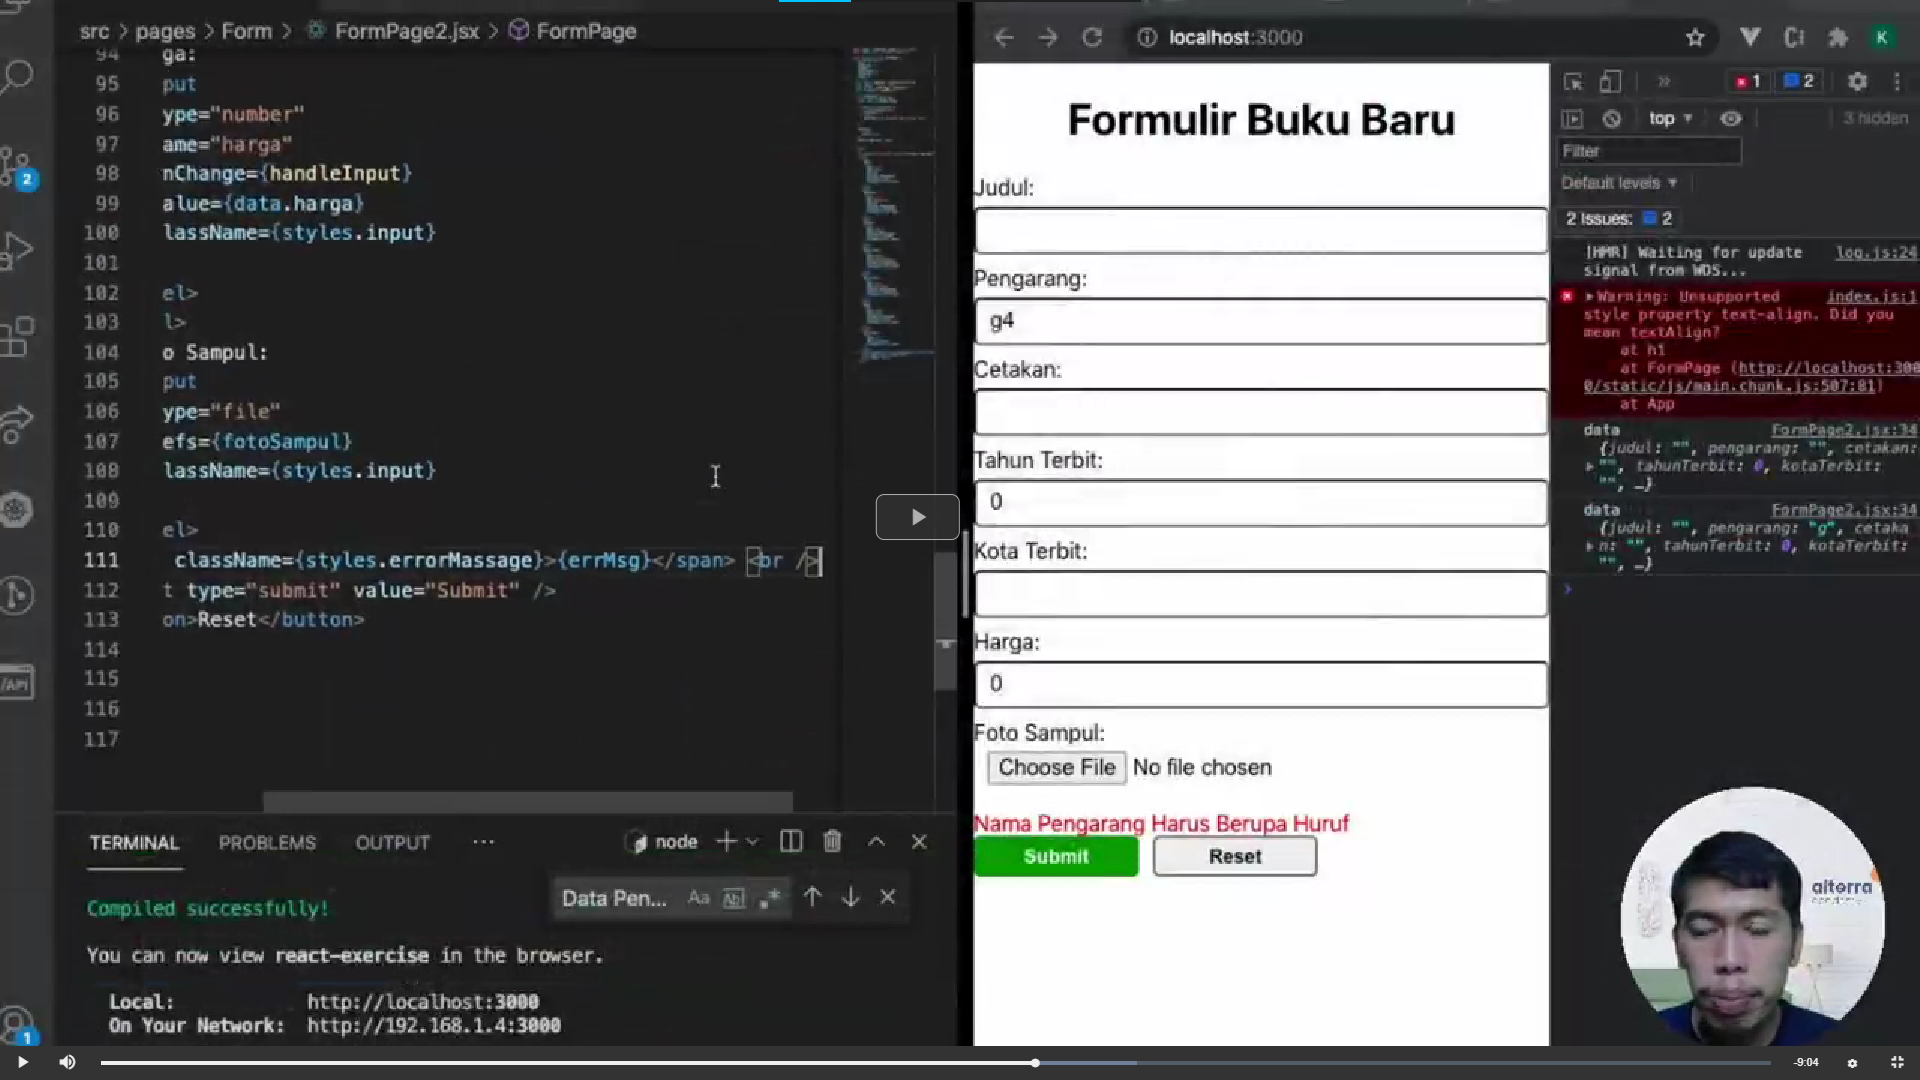 src > pages > Form > FormPage2.jsx > FormPage
94 ga:
95 put
96 ype="number"
97 ame="harga"
98 nChange={handleInput}
99 alue={data.harga}
100 lassName={styles.input}
101
102 el>
103 l>
104 o Sampul:
105 put
106 ype="file"
107 efs={fotoSampul}
108 lassName={styles.input}
109
110 el>
111 className={styles.errorMassage}>{errMsg}</span> <br />
112 t type="submit" value="Submit" />
113 on>Reset</button>
114
115
116
117
2
/API
1
TERMINAL PROBLEMS OUTPUT ... node
Data Pen... Aa Abl .*
Compiled successfully!
You can now view react-exercise in the browser.
Local: http://localhost:3000
On Your Network: http://192.168.1.4:3000
localhost:3000
K
Formulir Buku Baru
Judul:
Pengarang:
g4
Cetakan:
Tahun Terbit:
0
Kota Terbit:
Harga:
0
Foto Sampul:
Choose File No file chosen
Nama Pengarang Harus Berupa Huruf
Submit Reset
» 1 2
top ▼ 3 hidden
Filter
Default levels ▼
2 Issues: 2
[HMR] Waiting for update log.js:24
signal from WDS...
▶Warning: Unsupported index.js:1
style property text-align. Did you
mean textAlign?
at h1
at FormPage (http://localhost:300
0/static/js/main.chunk.js:507:81)
at App
data FormPage2.jsx:34
{judul: "", pengarang: "", cetakan:
"", tahunTerbit: 0, kotaTerbit:
"", …}
data FormPage2.jsx:34
{judul: "", pengarang: "g", cetaka
n: "", tahunTerbit: 0, kotaTerbit:
"", …}
alterra
academy
-9:04